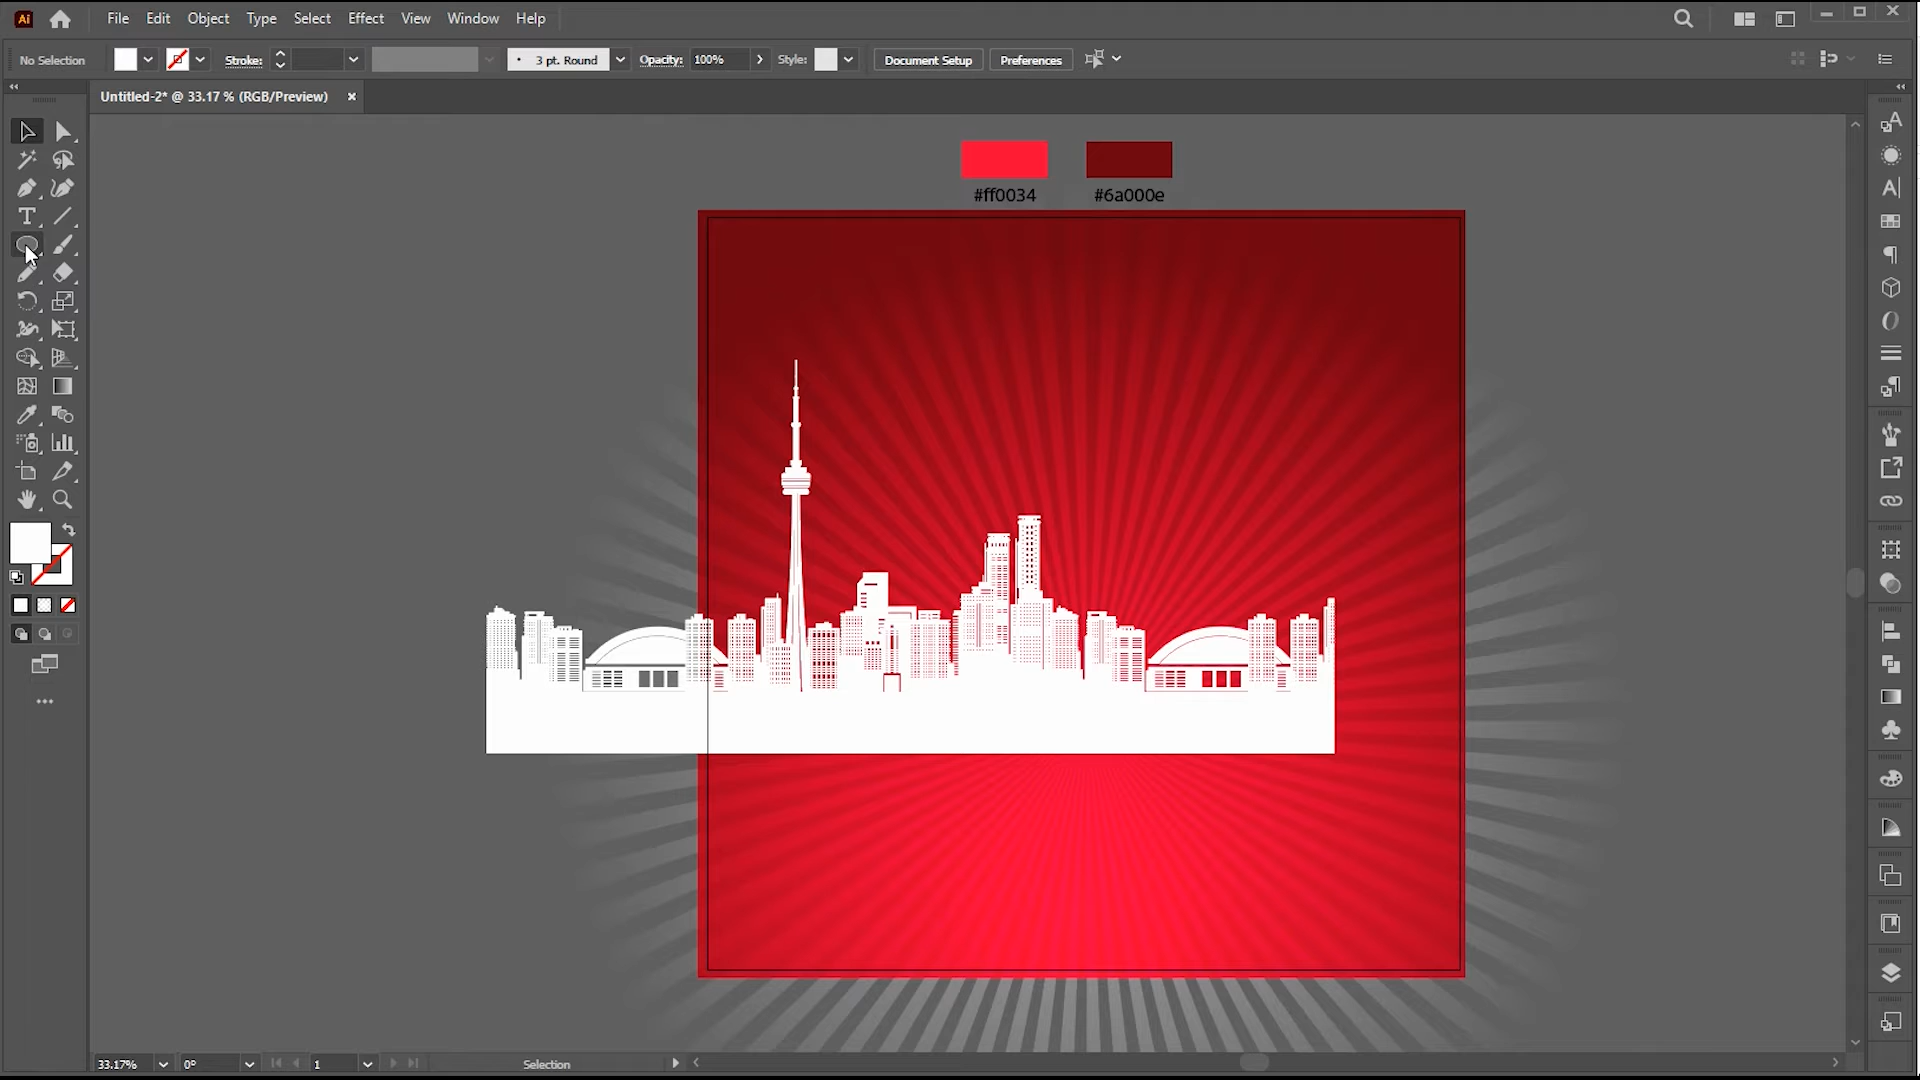 Ai File Edit Object Type Select Effect View Window Help
No Selection Stroke: 3 pt. Round Opacity: 100% Style: Document Setup Preferences
Untitled-2* @ 33.17 % (RGB/Preview) ×
#ff0034 #6a000e
33.17% 0° 1 Selection